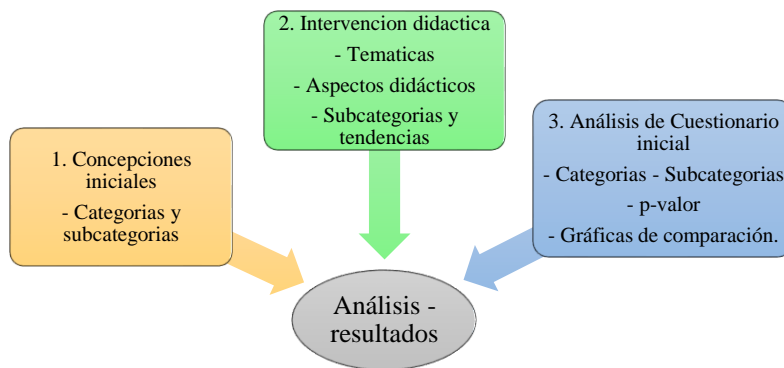 1. Concepciones
iniciales
- Categorias y
subcategorias
2. Intervencion didactica
- Tematicas
- Aspectos didácticos
- Subcategorias y
tendencias
3. Análisis de Cuestionario
inicial
- Categorias - Subcategorias
- p-valor
- Gráficas de comparación.
Análisis -
resultados